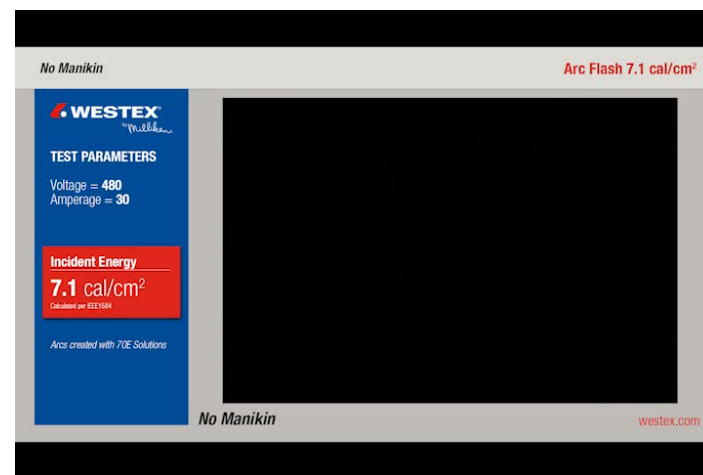 No Manikin
Arc Flash 7.1 cal/cm²
WESTEX
by Milliken
TEST PARAMETERS
Voltage = 480
Amperage = 30
Incident Energy
7.1 cal/cm²
Calculated per IEEE1584
Arcs created with 70E Solutions
No Manikin
westex.com